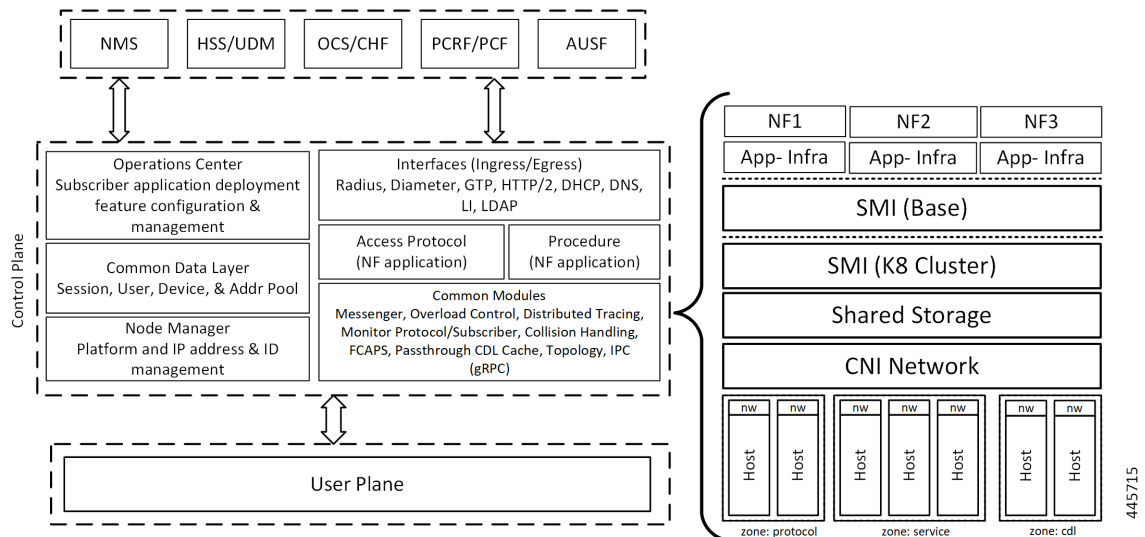 NMS
HSS/UDM
OCS/CHF
PCRF/PCF
AUSF
Control Plane
Operations Center
Subscriber application deployment
feature configuration &
management
Common Data Layer
Session, User, Device, & Addr Pool
Node Manager
Platform and IP address & ID
management
Interfaces (Ingress/Egress)
Radius, Diameter, GTP, HTTP/2, DHCP, DNS,
LI, LDAP
Access Protocol
(NF application)
Procedure
(NF application)
Common Modules
Messenger, Overload Control, Distributed Tracing,
Monitor Protocol/Subscriber, Collision Handling,
FCAPS, Passthrough CDL Cache, Topology, IPC
(gRPC)
User Plane
NF1
NF2
NF3
App- Infra
App- Infra
App- Infra
SMI (Base)
SMI (K8 Cluster)
Shared Storage
CNI Network
nw
nw
nw
nw
nw
nw
nw
Host
Host
Host
Host
Host
Host
Host
zone: protocol
zone: service
zone: cdl
445715